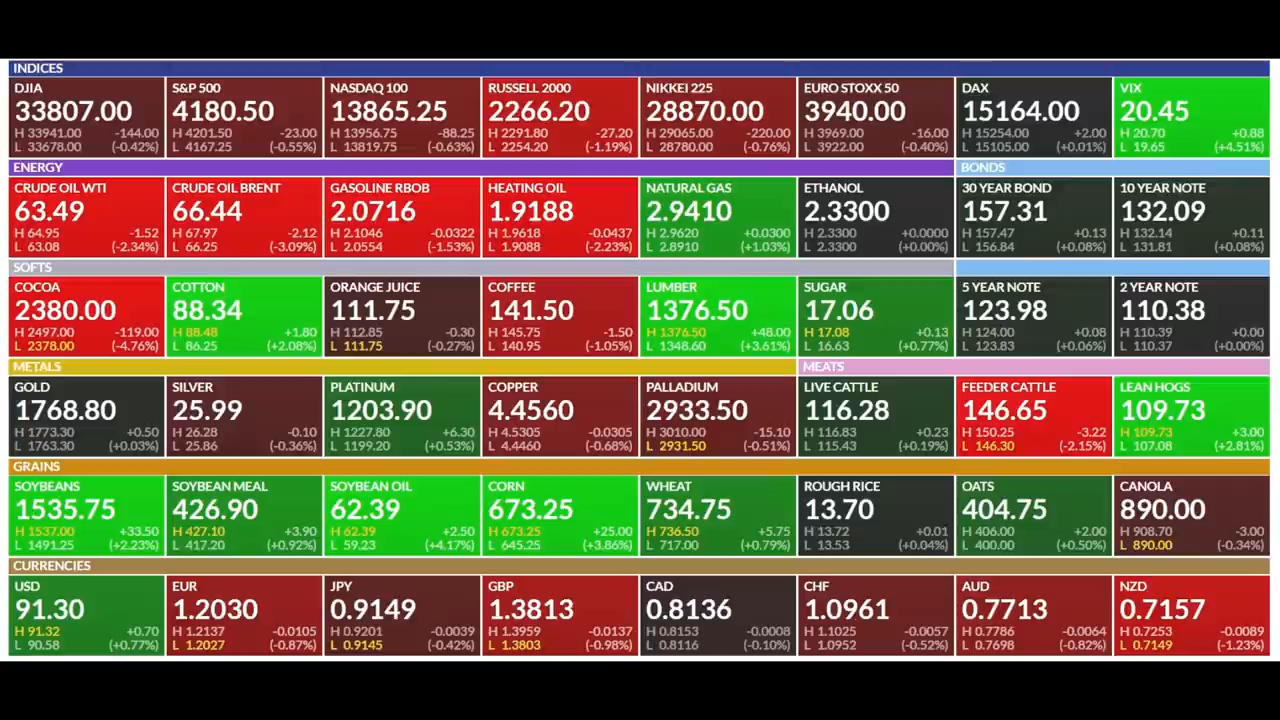 INDICES
DJIA S&P 500 NASDAQ 100 RUSSELL 2000 NIKKEI 225 EURO STOXX 50 DAX VIX
33807.00 4180.50 13865.25 2266.20 28870.00 3940.00 15164.00 20.45
H 33941.00 -144.00 H 4201.50 -23.00 H 13956.75 -88.25 H 2291.80 -27.20 H 29065.00 -220.00 H 3969.00 -16.00 H 15254.00 +2.00 H 20.70 +0.88
L 33678.00 (-0.42%) L 4167.25 (-0.55%) L 13819.75 (-0.63%) L 2254.20 (-1.19%) L 28780.00 (-0.76%) L 3922.00 (-0.40%) L 15105.00 (+0.01%) L 19.65 (+4.51%)
ENERGY BONDS
CRUDE OIL WTI CRUDE OIL BRENT GASOLINE RBOB HEATING OIL NATURAL GAS ETHANOL 30 YEAR BOND 10 YEAR NOTE
63.49 66.44 2.0716 1.9188 2.9410 2.3300 157.31 132.09
H 64.95 -1.52 H 67.97 -2.12 H 2.1046 -0.0322 H 1.9618 -0.0437 H 2.9620 +0.0300 H 2.3300 +0.0000 H 157.47 +0.13 H 132.14 +0.11
L 63.08 (-2.34%) L 66.25 (-3.09%) L 2.0554 (-1.53%) L 1.9088 (-2.23%) L 2.8910 (+1.03%) L 2.3300 (+0.00%) L 156.84 (+0.08%) L 131.81 (+0.08%)
SOFTS
COCOA COTTON ORANGE JUICE COFFEE LUMBER SUGAR 5 YEAR NOTE 2 YEAR NOTE
2380.00 88.34 111.75 141.50 1376.50 17.06 123.98 110.38
H 2497.00 -119.00 H 88.48 +1.80 H 112.85 -0.30 H 145.75 -1.50 H 1376.50 +48.00 H 17.08 +0.13 H 124.00 +0.08 H 110.39 +0.00
L 2378.00 (-4.76%) L 86.25 (+2.08%) L 111.75 (-0.27%) L 140.95 (-1.05%) L 1348.60 (+3.61%) L 16.63 (+0.77%) L 123.83 (+0.06%) L 110.37 (+0.00%)
METALS MEATS
GOLD SILVER PLATINUM COPPER PALLADIUM LIVE CATTLE FEEDER CATTLE LEAN HOGS
1768.80 25.99 1203.90 4.4560 2933.50 116.28 146.65 109.73
H 1773.30 +0.50 H 26.28 -0.10 H 1227.80 +6.30 H 4.5305 -0.0305 H 3010.00 -15.10 H 116.83 +0.23 H 150.25 -3.22 H 109.73 +3.00
L 1763.30 (+0.03%) L 25.86 (-0.36%) L 1199.20 (+0.53%) L 4.4460 (-0.68%) L 2931.50 (-0.51%) L 115.43 (+0.19%) L 146.30 (-2.15%) L 107.08 (+2.81%)
GRAINS
SOYBEANS SOYBEAN MEAL SOYBEAN OIL CORN WHEAT ROUGH RICE OATS CANOLA
1535.75 426.90 62.39 673.25 734.75 13.70 404.75 890.00
H 1537.00 +33.50 H 427.10 +3.90 H 62.39 +2.50 H 673.25 +25.00 H 736.50 +5.75 H 13.72 +0.01 H 406.00 +2.00 H 908.70 -3.00
L 1491.25 (+2.23%) L 417.20 (+0.92%) L 59.23 (+4.17%) L 645.25 (+3.86%) L 717.00 (+0.79%) L 13.53 (+0.04%) L 400.00 (+0.50%) L 890.00 (-0.34%)
CURRENCIES
USD EUR JPY GBP CAD CHF AUD NZD
91.30 1.2030 0.9149 1.3813 0.8136 1.0961 0.7713 0.7157
H 91.32 +0.70 H 1.2137 -0.0105 H 0.9201 -0.0039 H 1.3959 -0.0137 H 0.8153 -0.0008 H 1.1025 -0.0057 H 0.7786 -0.0064 H 0.7253 -0.0089
L 90.58 (+0.77%) L 1.2027 (-0.87%) L 0.9145 (-0.42%) L 1.3803 (-0.98%) L 0.8116 (-0.10%) L 1.0952 (-0.52%) L 0.7698 (-0.82%) L 0.7149 (-1.23%)